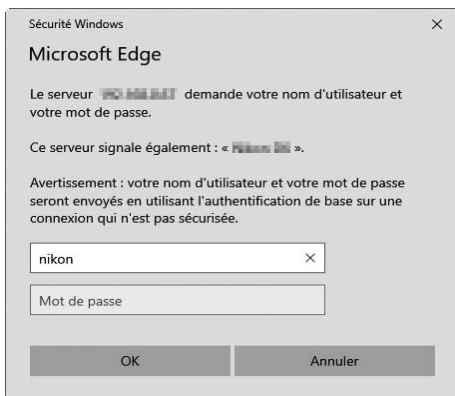 Sécurité Windows
Microsoft Edge
Le serveur demande votre nom d'utilisateur et
votre mot de passe.
Ce serveur signale également : « ».
Avertissement : votre nom d'utilisateur et votre mot de passe
seront envoyés en utilisant l'authentification de base sur une
connexion qui n'est pas sécurisée.
nikon
Mot de passe
OK
Annuler